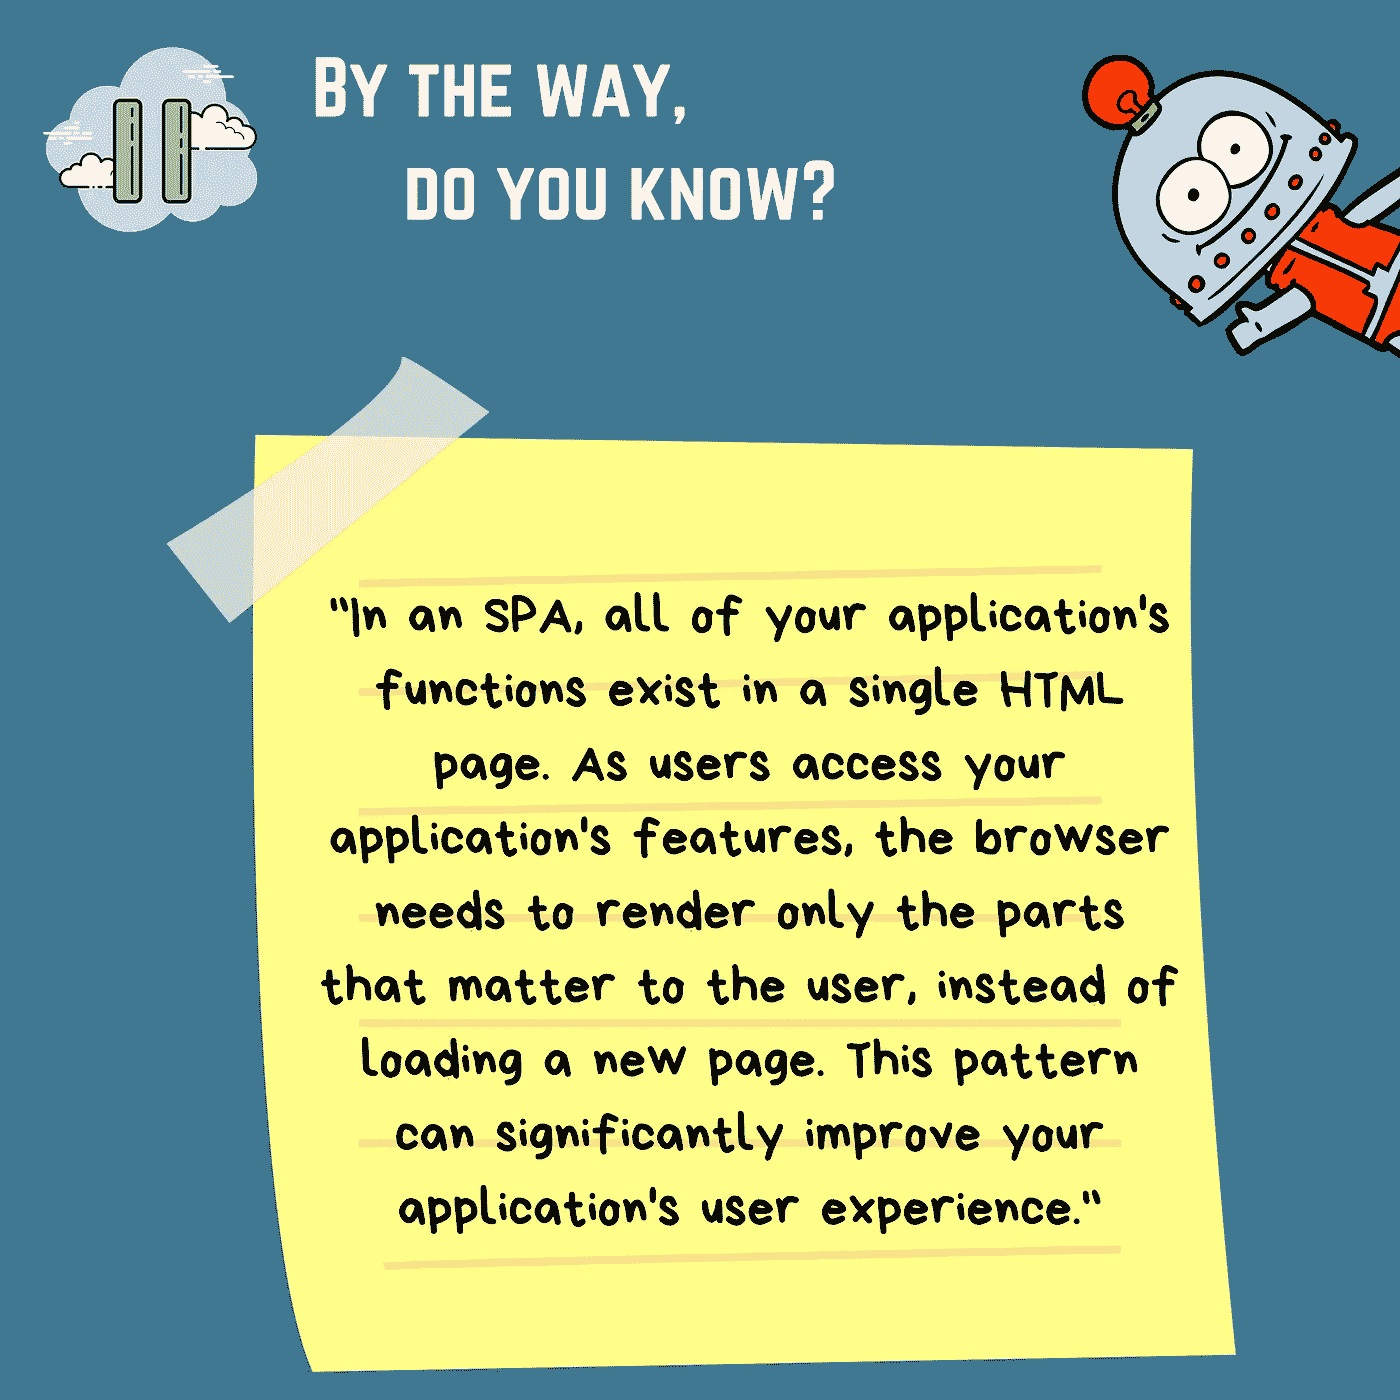 By the way,
do you know?
"In an SPA, all of your application's
functions exist in a single HTML
page. As users access your
application's features, the browser
needs to render only the parts
that matter to the user, instead of
loading a new page. This pattern
can significantly improve your
application's user experience."